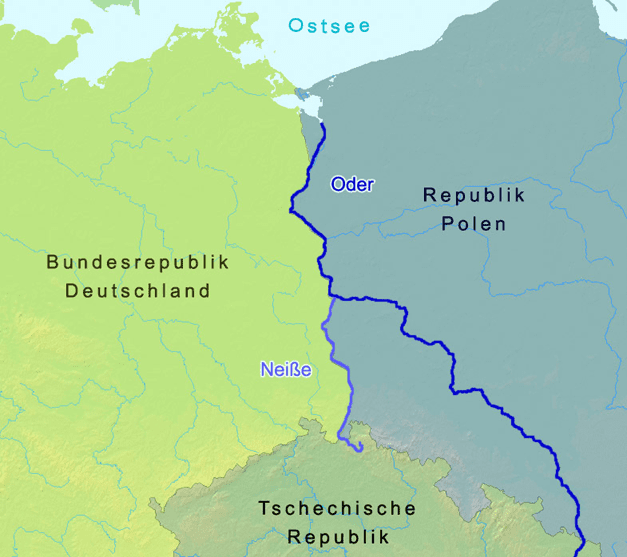 Ostsee
Oder
Republik
Polen
Bundesrepublik
Deutschland
Neiße
Tschechische
Republik